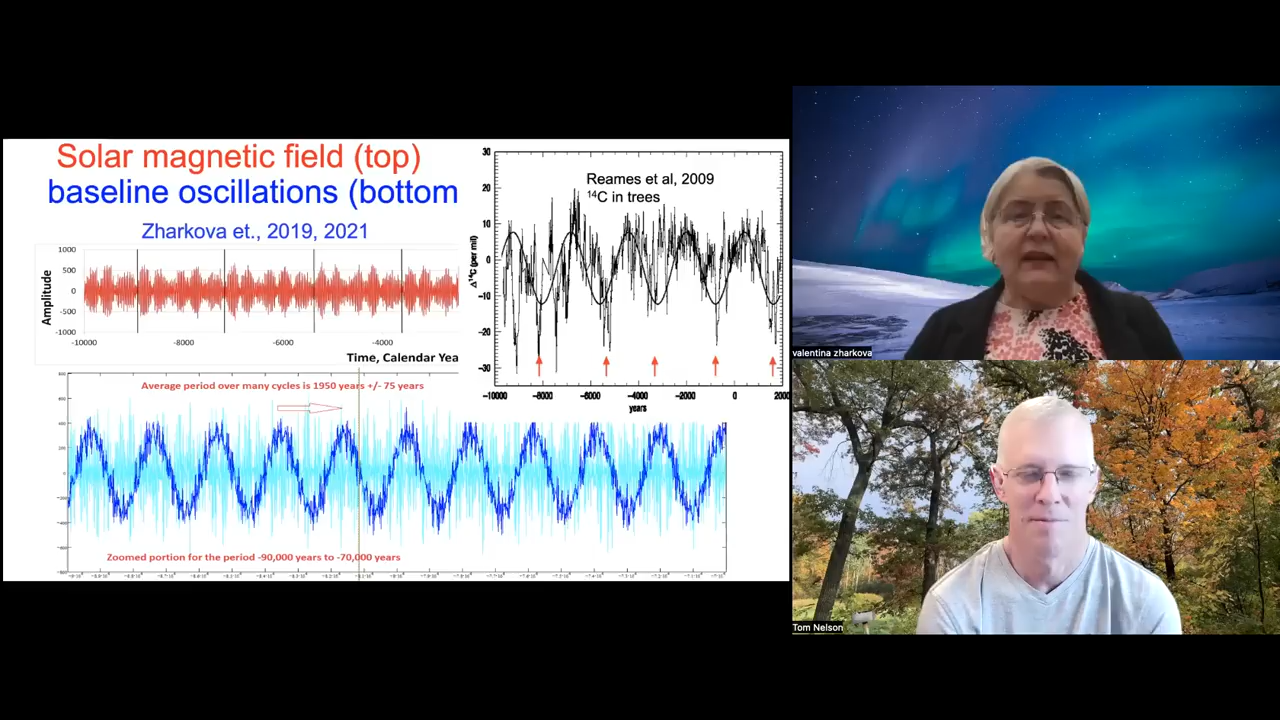 Solar magnetic field (top)
baseline oscillations (bottom
Zharkova et., 2019, 2021
1000
500
0
-500
-1000
Amplitude
-10000
-8000
-6000
-4000
Time, Calendar Yea
30
20
10
0
-10
-20
-30
Δ¹⁴C (per mil)
Reames et al, 2009
¹⁴C in trees
-10000
-8000
-6000
-4000
-2000
0
2000
years
Average period over many cycles is 1950 years +/- 75 years
Zoomed portion for the period -90,000 years to -70,000 years
valentina zharkova
Tom Nelson